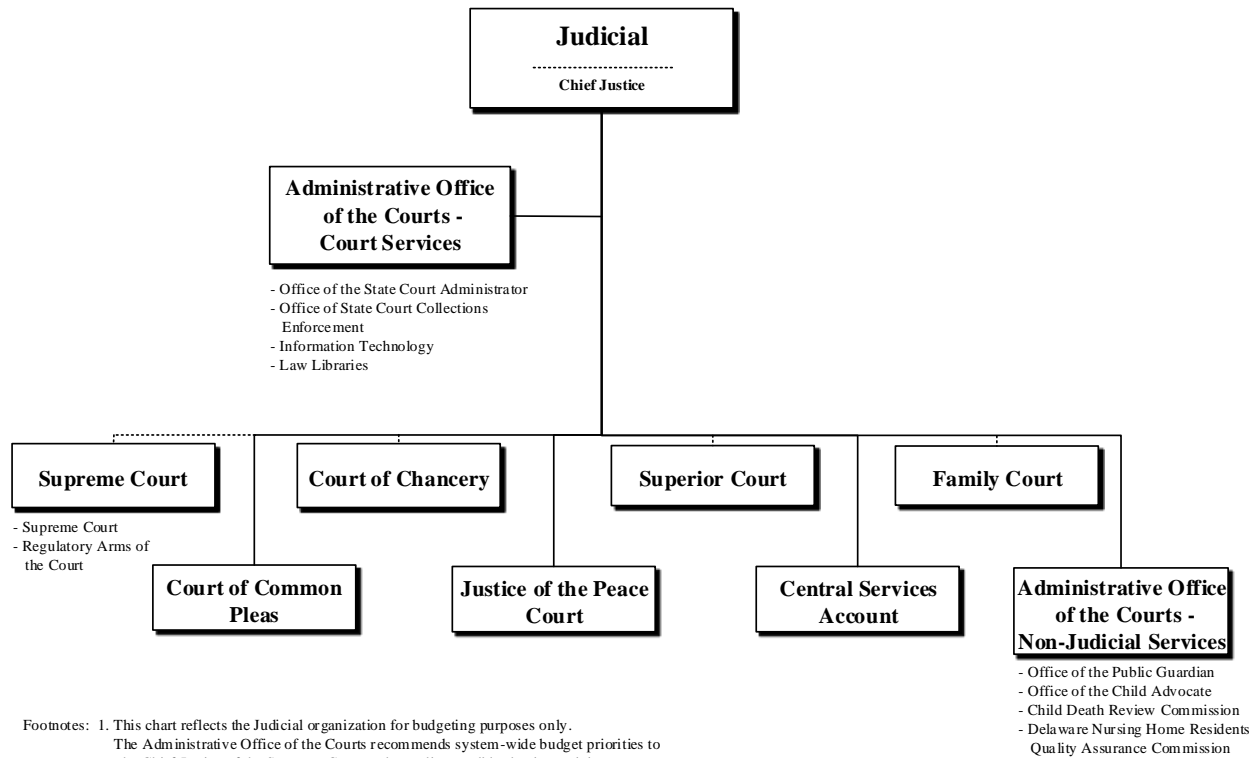 Judicial
Chief Justice
Administrative Office
of the Courts -
Court Services
- Office of the State Court Administrator
- Office of State Court Collections
Enforcement
- Information Technology
- Law Libraries
Supreme Court
- Supreme Court
- Regulatory Arms of
the Court
Court of Chancery
Superior Court
Family Court
Court of Common
Pleas
Justice of the Peace
Court
Central Services
Account
Administrative Office
of the Courts -
Non-Judicial Services
- Office of the Public Guardian
- Office of the Child Advocate
- Child Death Review Commission
- Delaware Nursing Home Residents
Quality Assurance Commission
Footnotes: 1. This chart reflects the Judicial organization for budgeting purposes only.
The Administrative Office of the Courts recommends system-wide budget priorities to